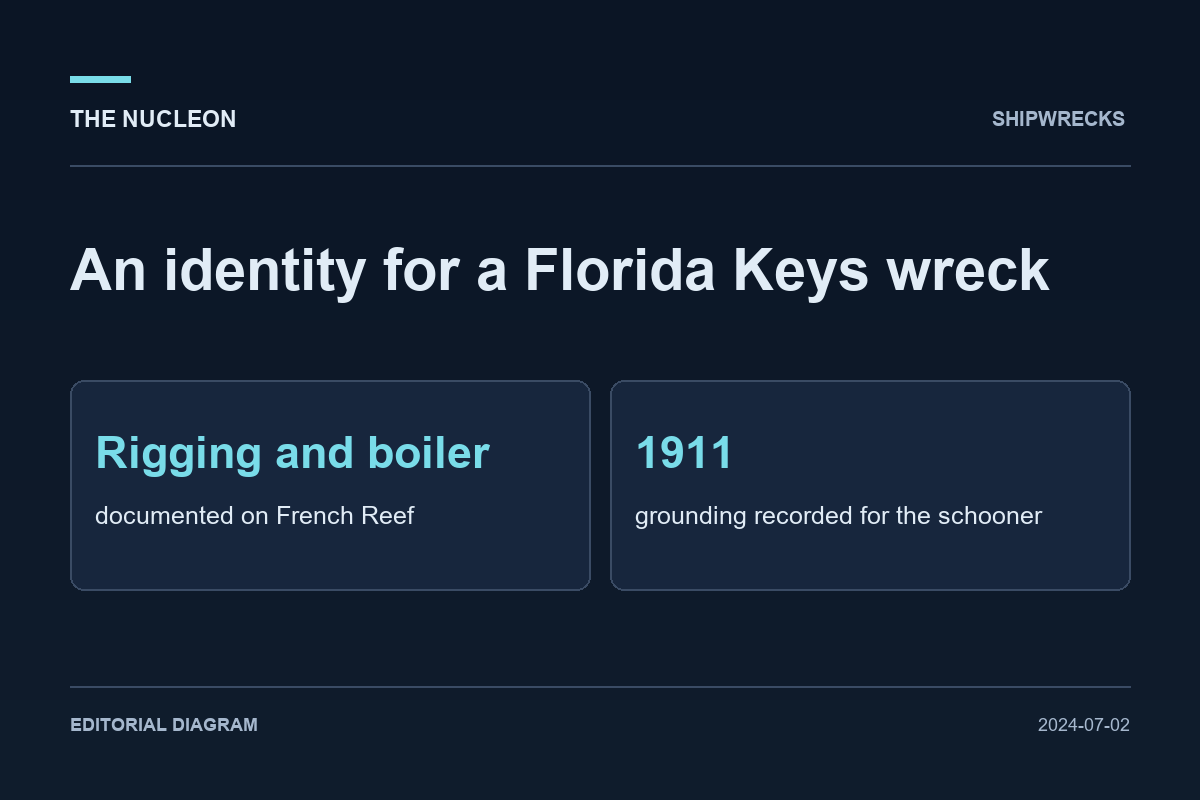 THE NUCLEON
SHIPWRECKS
An identity for a Florida Keys wreck
Rigging and boiler
documented on French Reef
1911
grounding recorded for the schooner
EDITORIAL DIAGRAM
2024-07-02